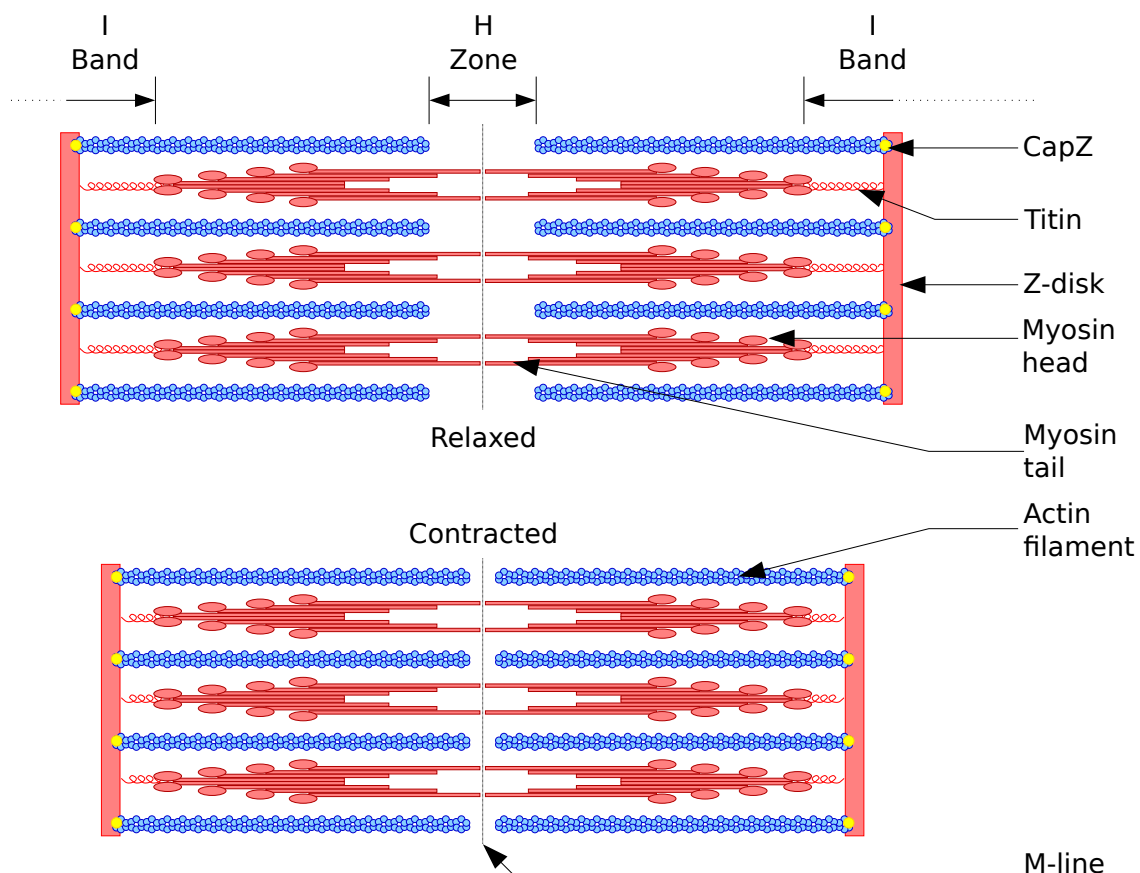 I
Band
H
Zone
I
Band
CapZ
Titin
Z-disk
Myosin
head
Relaxed
Myosin
tail
Contracted
Actin
filament
M-line